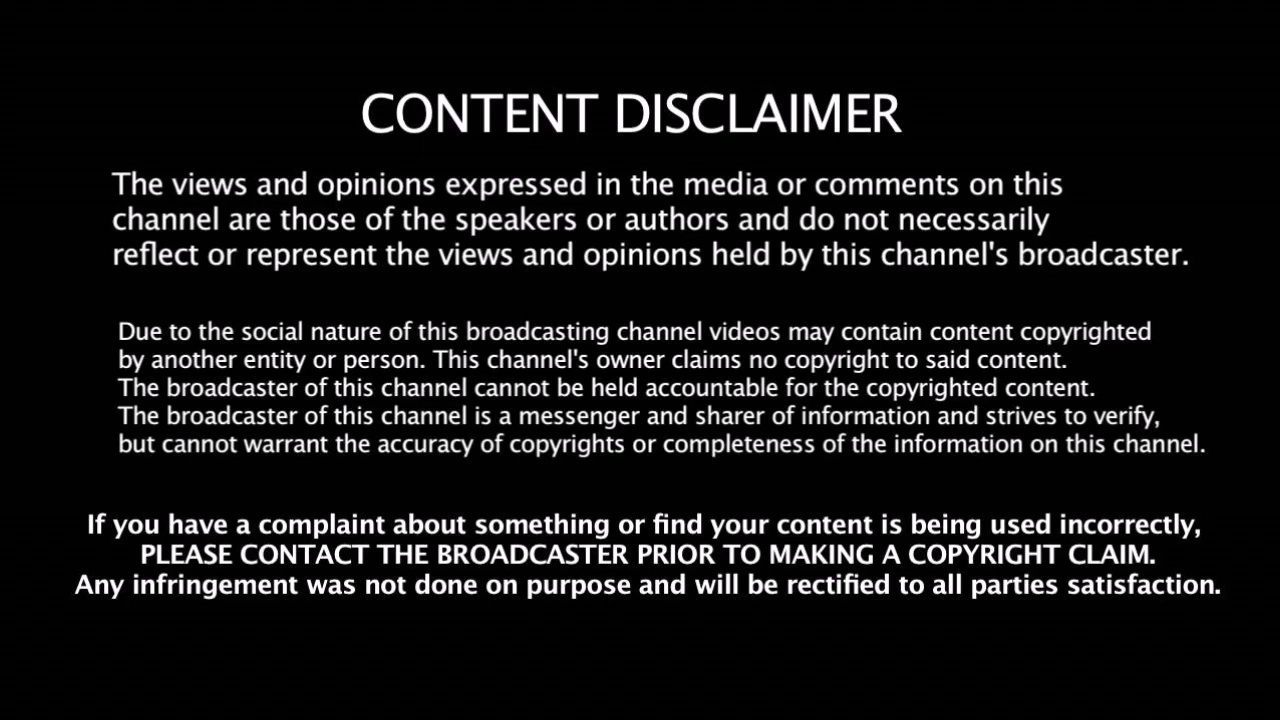 CONTENT DISCLAIMER
The views and opinions expressed in the media or comments on this
channel are those of the speakers or authors and do not necessarily
reflect or represent the views and opinions held by this channel's broadcaster.
Due to the social nature of this broadcasting channel videos may contain content copyrighted
by another entity or person. This channel's owner claims no copyright to said content.
The broadcaster of this channel cannot be held accountable for the copyrighted content.
The broadcaster of this channel is a messenger and sharer of information and strives to verify,
but cannot warrant the accuracy of copyrights or completeness of the information on this channel.
If you have a complaint about something or find your content is being used incorrectly,
PLEASE CONTACT THE BROADCASTER PRIOR TO MAKING A COPYRIGHT CLAIM.
Any infringement was not done on purpose and will be rectified to all parties satisfaction.